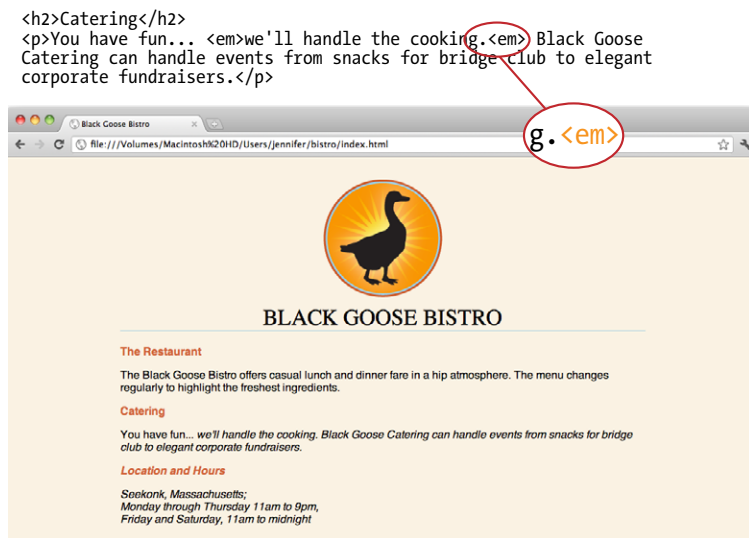 <h2>Catering</h2>
<p>You have fun... <em>we'll handle the cooking.<em> Black Goose
Catering can handle events from snacks for bridge club to elegant
corporate fundraisers.</p>
g.<em>
Black Goose Bistro
file:///Volumes/Macintosh%20HD/Users/jennifer/bistro/index.html
BLACK GOOSE BISTRO
The Restaurant
The Black Goose Bistro offers casual lunch and dinner fare in a hip atmosphere. The menu changes
regularly to highlight the freshest ingredients.
Catering
You have fun... we'll handle the cooking. Black Goose Catering can handle events from snacks for bridge
club to elegant corporate fundraisers.
Location and Hours
Seekonk, Massachusetts;
Monday through Thursday 11am to 9pm,
Friday and Saturday, 11am to midnight